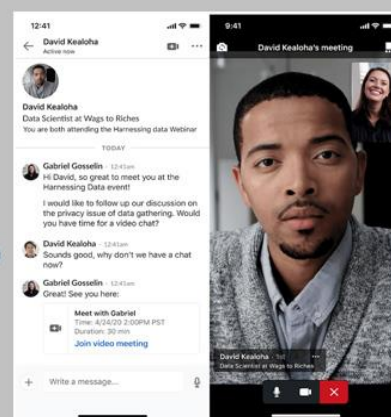 12:41
David Kealoha
Active now
David Kealoha
Data Scientist at Wags to Riches
You are both attending the Harnessing data Webinar
TODAY
Gabriel Gosselin · 12:41am
Hi David, so great to meet you at the
Harnessing Data event!
I would like to follow up our discussion on
the privacy issue of data gathering. Would
you have time for a video chat?
David Kealoha · 12:41am
Sounds good, why don't we have a chat
now?
Gabriel Gosselin · 12:41am
Great! See you here:
Meet with Gabriel
Time: 4/24/20 2:00PM PST
Duration: 30 min
Join video meeting
Write a message...
9:41
David Kealoha's meeting
David Kealoha · 1st
Data Scientist at Wags to Riches